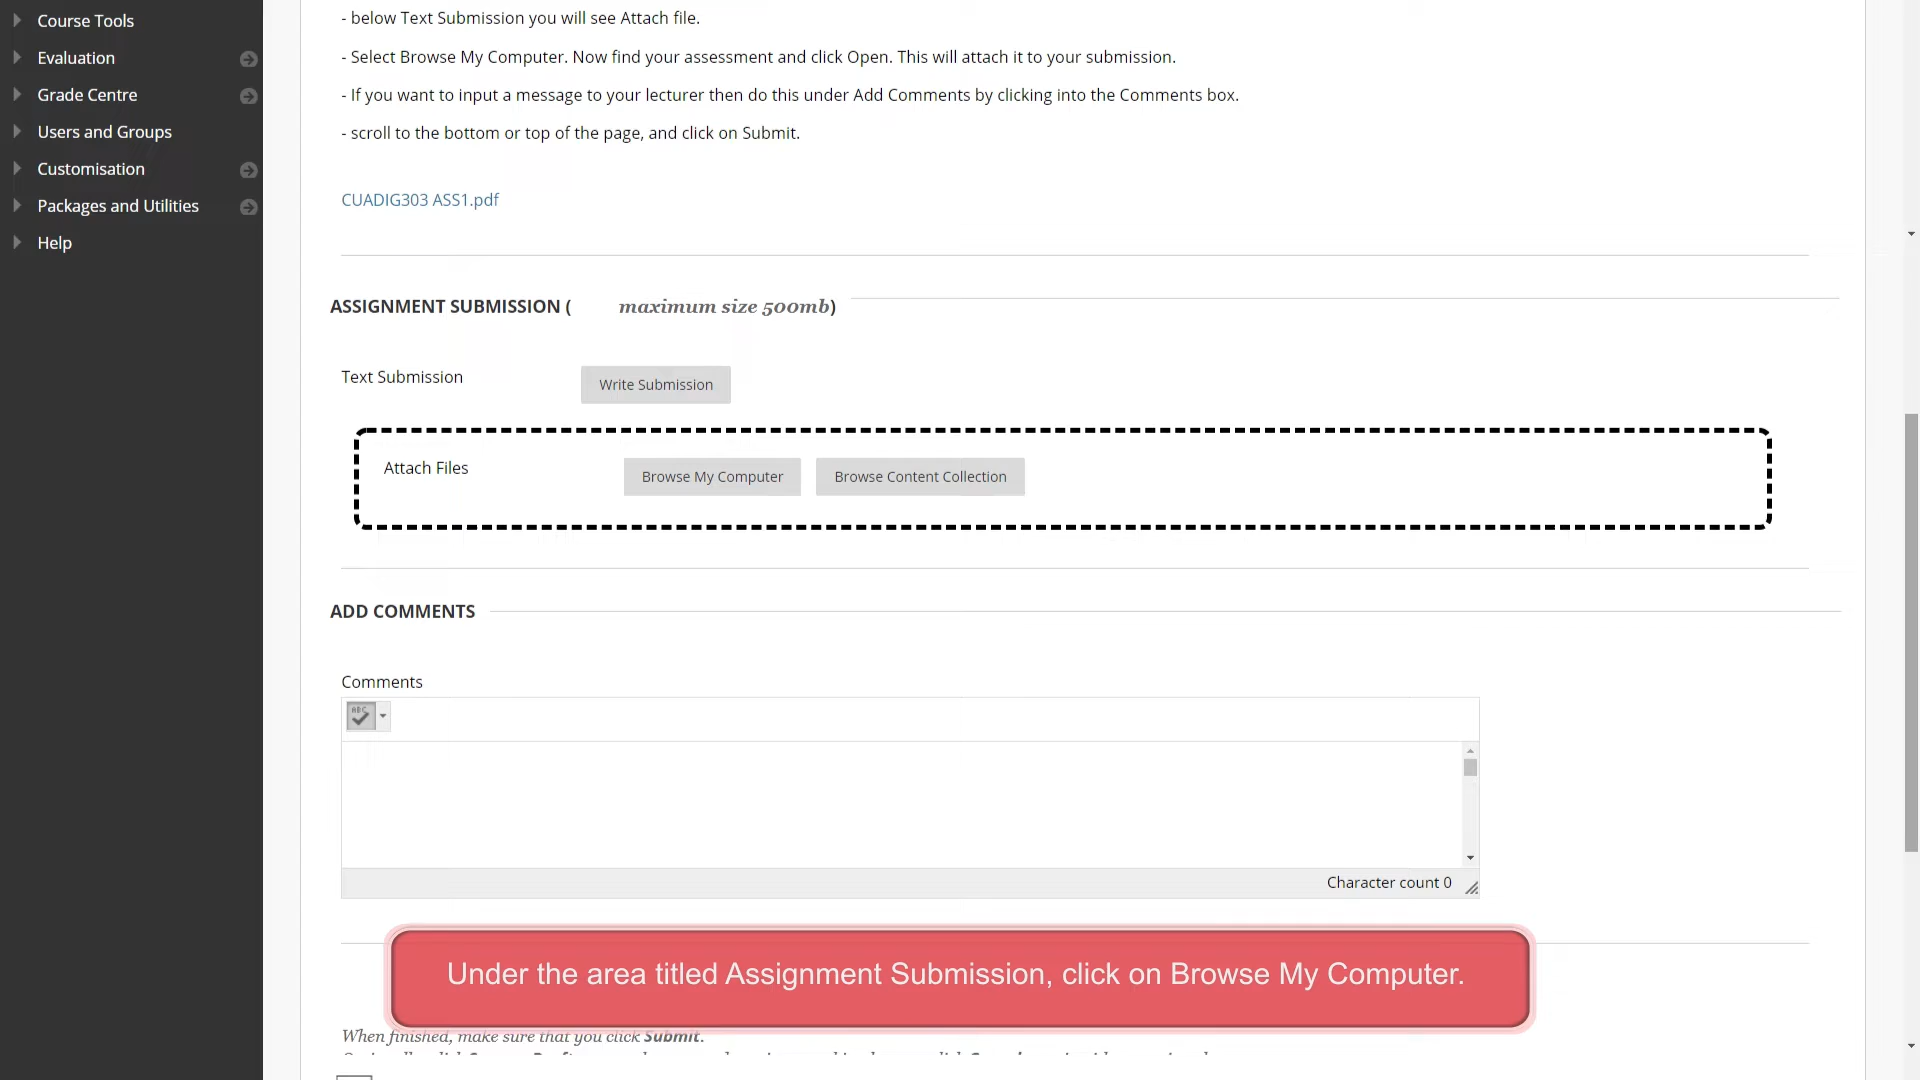 Course Tools
Evaluation
Grade Centre
Users and Groups
Customisation
Packages and Utilities
Help
- below Text Submission you will see Attach file.
- Select Browse My Computer. Now find your assessment and click Open. This will attach it to your submission.
- If you want to input a message to your lecturer then do this under Add Comments by clicking into the Comments box.
- scroll to the bottom or top of the page, and click on Submit.
CUADIG303 ASS1.pdf
ASSIGNMENT SUBMISSION ( maximum size 500mb)
Text Submission
Write Submission
Attach Files
Browse My Computer
Browse Content Collection
ADD COMMENTS
Comments
ABC
Character count 0
Under the area titled Assignment Submission, click on Browse My Computer.
When finished, make sure that you click Submit.